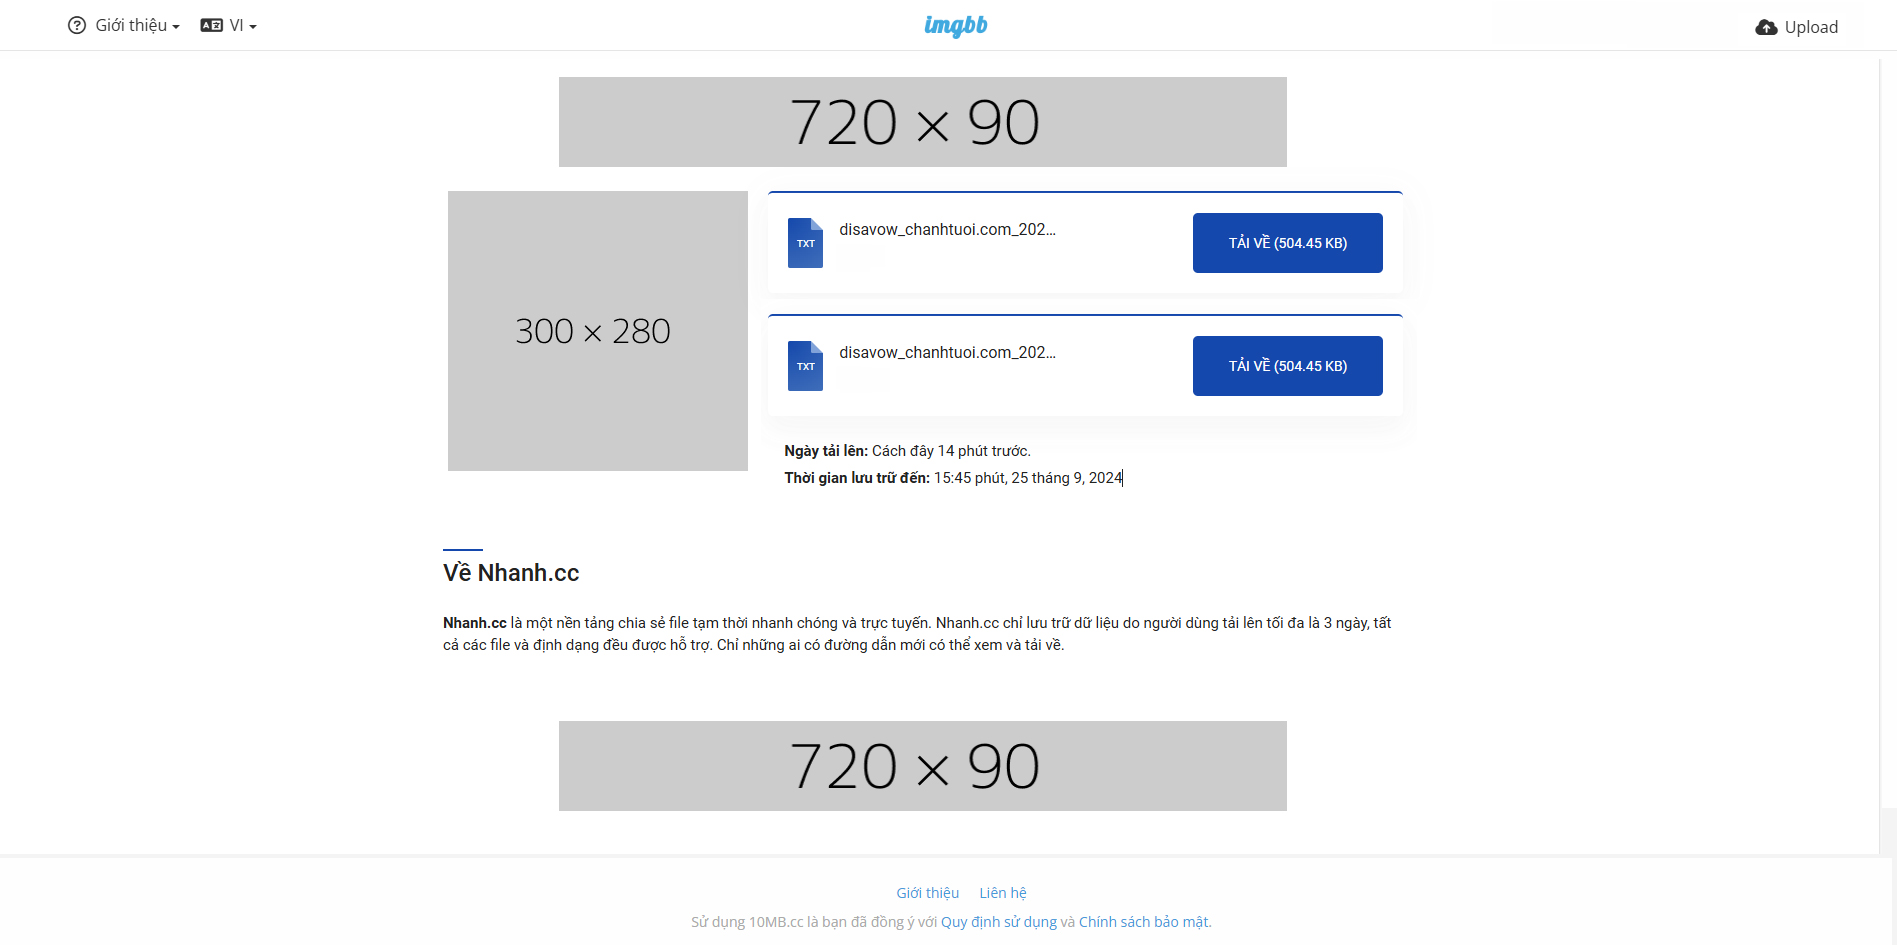 Giới thiệu
VI
imgbb
Upload
720 × 90
300 × 280
TXT
disavow_chanhtuoi.com_202...
TẢI VỀ (504.45 KB)
TXT
disavow_chanhtuoi.com_202...
TẢI VỀ (504.45 KB)
Ngày tải lên: Cách đây 14 phút trước.
Thời gian lưu trữ đến: 15:45 phút, 25 tháng 9, 2024
Về Nhanh.cc
Nhanh.cc là một nền tảng chia sẻ file tạm thời nhanh chóng và trực tuyến. Nhanh.cc chỉ lưu trữ dữ liệu do người dùng tải lên tối đa là 3 ngày, tất
cả các file và định dạng đều được hỗ trợ. Chỉ những ai có đường dẫn mới có thể xem và tải về.
720 × 90
Giới thiệu Liên hệ
Sử dụng 10MB.cc là bạn đã đồng ý với Quy định sử dụng và Chính sách bảo mật.